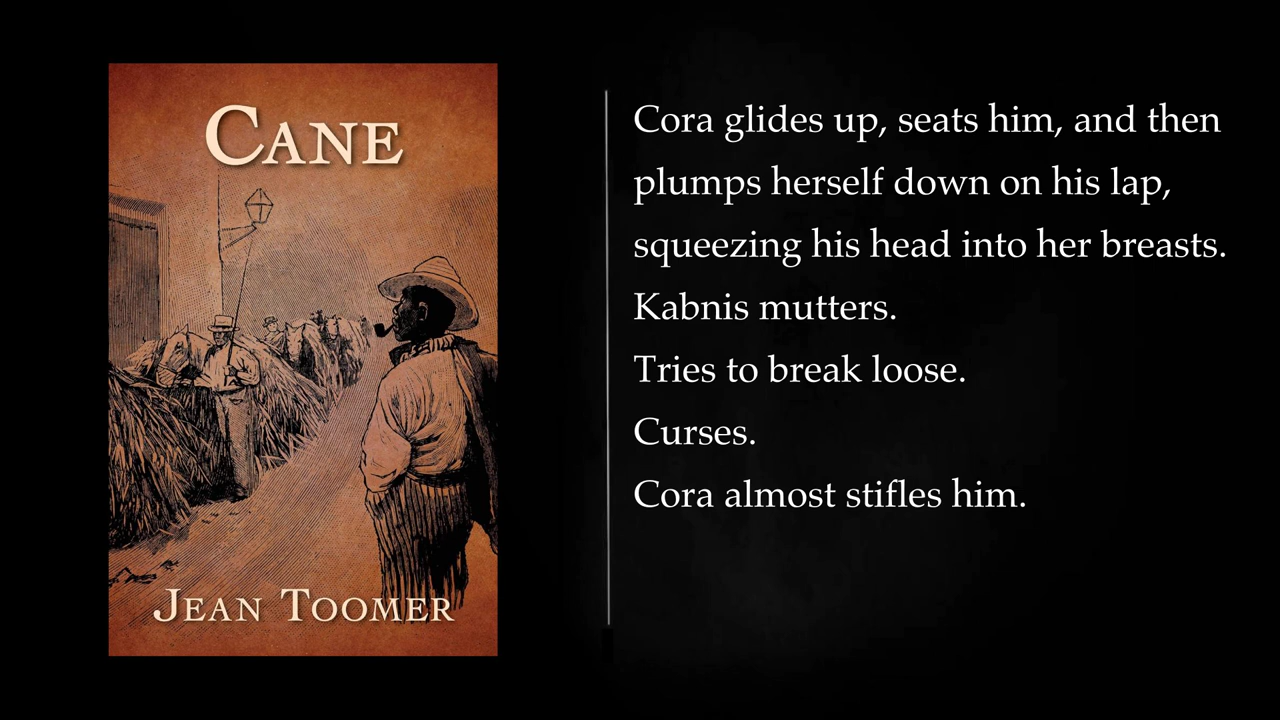 CANE
JEAN TOOMER
Cora glides up, seats him, and then
plumps herself down on his lap,
squeezing his head into her breasts.
Kabnis mutters.
Tries to break loose.
Curses.
Cora almost stifles him.